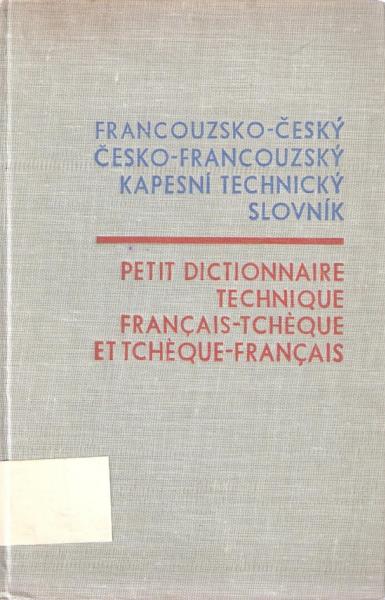 FRANCOUZSKO-ČESKÝ
ČESKO-FRANCOUZSKÝ
KAPESNÍ TECHNICKÝ
SLOVNÍK
PETIT DICTIONNAIRE
TECHNIQUE
FRANÇAIS-TCHÈQUE
ET TCHÈQUE-FRANÇAIS